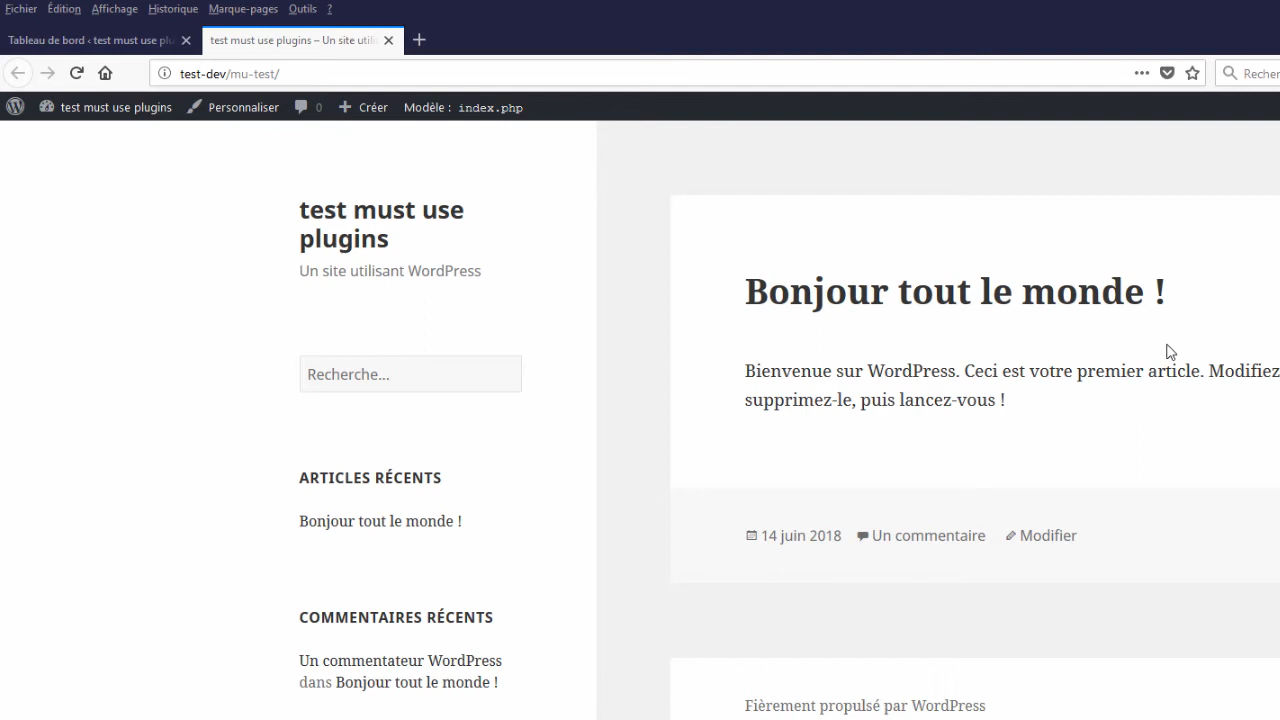 Fichier Édition Affichage Historique Marque-pages Outils ?
Tableau de bord ‹ test must use plu
test must use plugins – Un site utili
test-dev/mu-test/
Recher
test must use plugins Personnaliser 0 Créer Modèle : index.php
test must use
plugins
Un site utilisant WordPress
Recherche...
ARTICLES RÉCENTS
Bonjour tout le monde !
COMMENTAIRES RÉCENTS
Un commentateur WordPress
dans Bonjour tout le monde !
Bonjour tout le monde !
Bienvenue sur WordPress. Ceci est votre premier article. Modifiez
supprimez-le, puis lancez-vous !
14 juin 2018 Un commentaire Modifier
Fièrement propulsé par WordPress